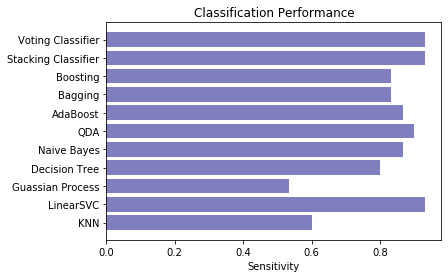 Classification Performance
Voting Classifier
Stacking Classifier
Boosting
Bagging
AdaBoost
QDA
Naive Bayes
Decision Tree
Guassian Process
LinearSVC
KNN
0.0 0.2 0.4 0.6 0.8
Sensitivity